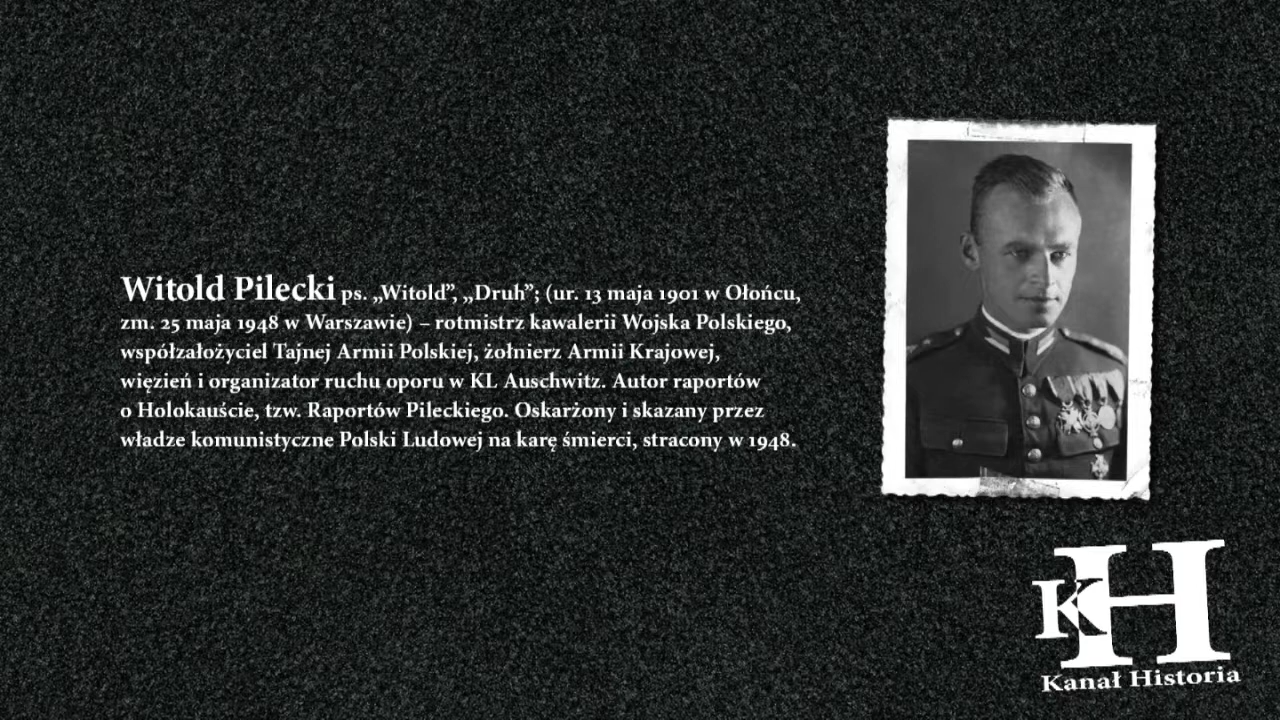 Witold Pilecki ps. „Witold”, „Druh”; (ur. 13 maja 1901 w Ołońcu,
zm. 25 maja 1948 w Warszawie) – rotmistrz kawalerii Wojska Polskiego,
współzałożyciel Tajnej Armii Polskiej, żołnierz Armii Krajowej,
więzień i organizator ruchu oporu w KL Auschwitz. Autor raportów
o Holokauście, tzw. Raportów Pileckiego. Oskarżony i skazany przez
władze komunistyczne Polski Ludowej na karę śmierci, stracony w 1948.
KH
Kanał Historia